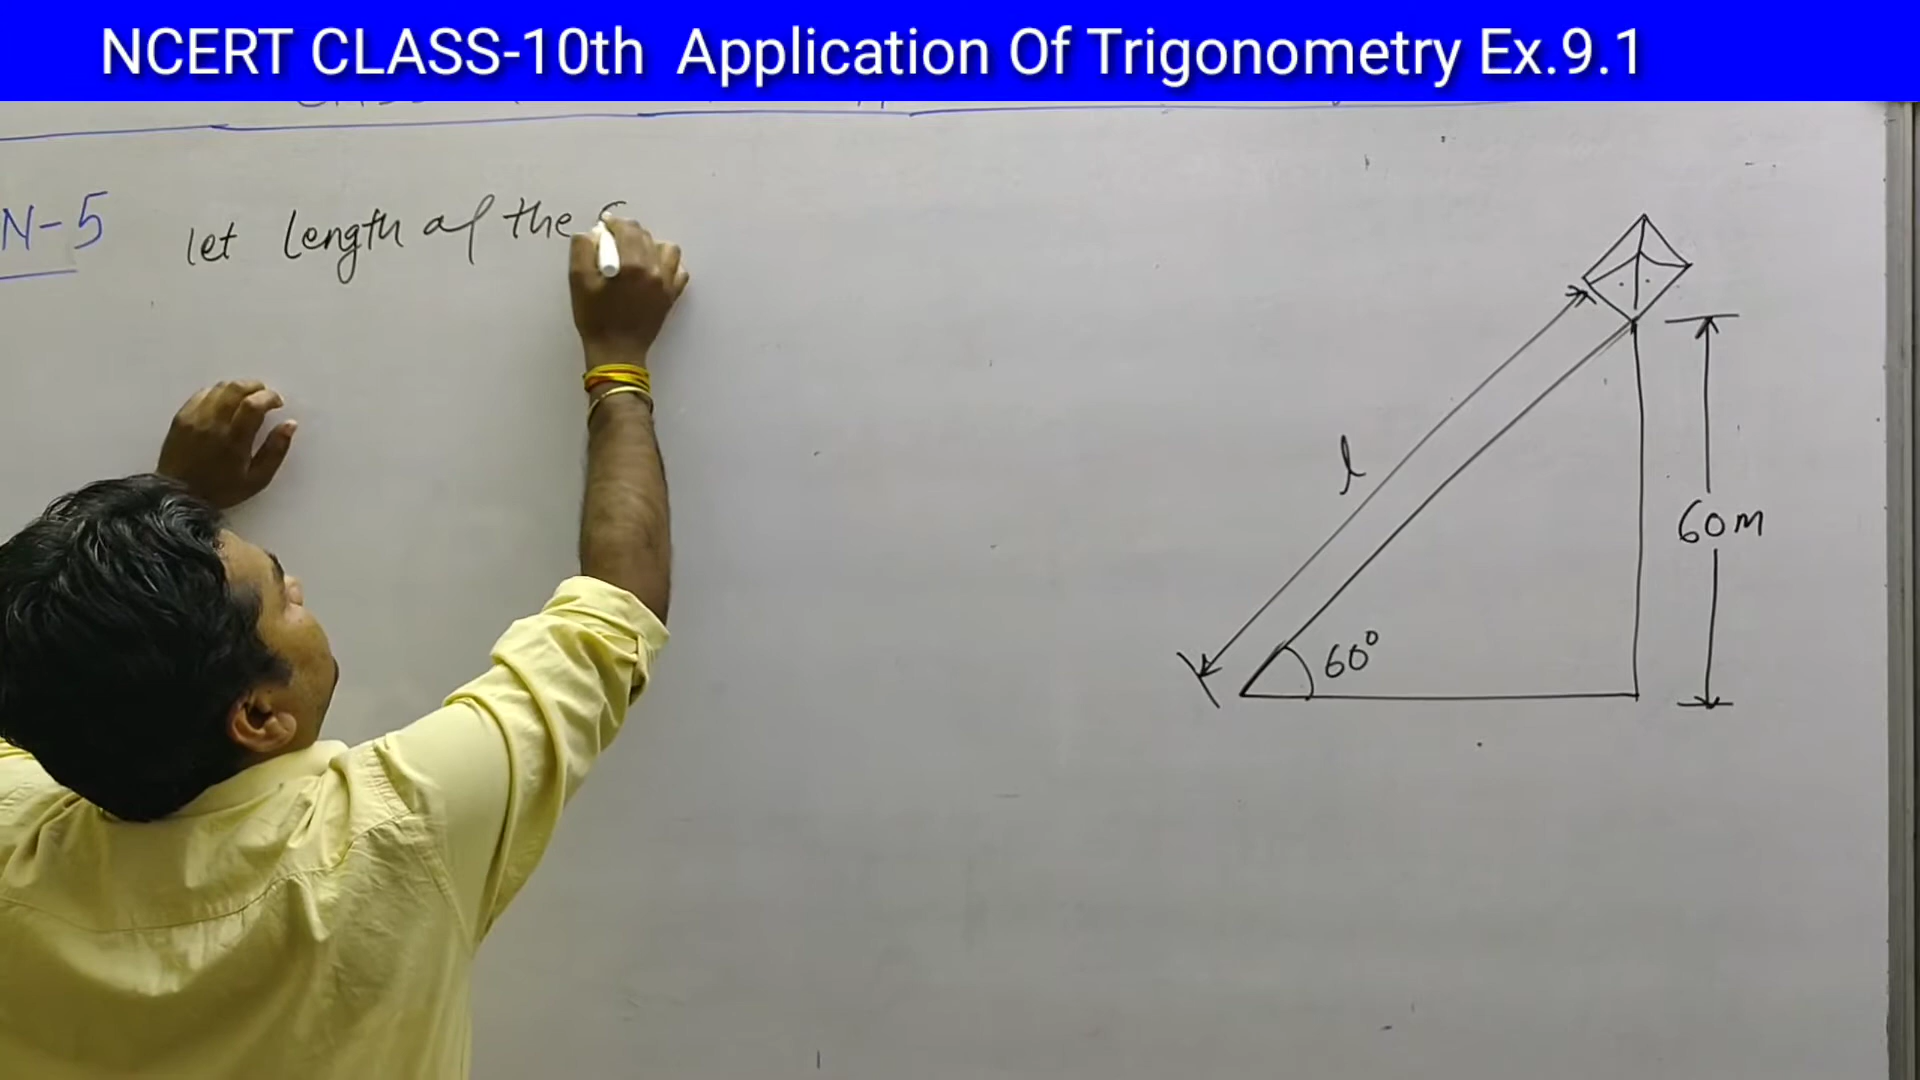 NCERT CLASS-10th Application Of Trigonometry Ex.9.1
N-5 let length of the S
l
60m
60°